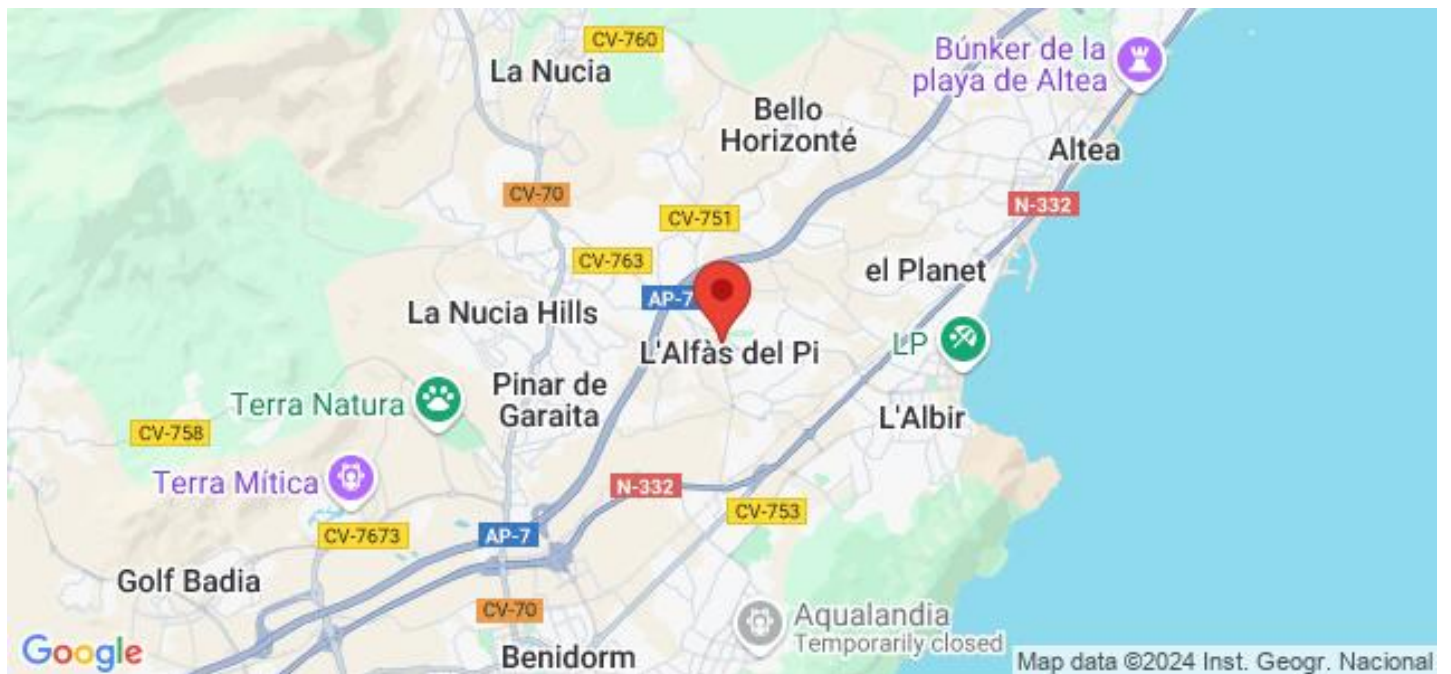 CV-760
La Nucia
Búnker de la
playa de Altea
Bello
Horizonté
Altea
CV-70
N-332
CV-751
CV-763
el Planet
AP-7
La Nucia Hills
L'Alfàs del Pi
LP
Pinar de
Garaita
Terra Natura
L'Albir
CV-758
Terra Mítica
N-332
CV-753
CV-7673
AP-7
Golf Badia
CV-70
Aqualandia
Temporarily closed
Benidorm
Google
Map data ©2024 Inst. Geogr. Nacional